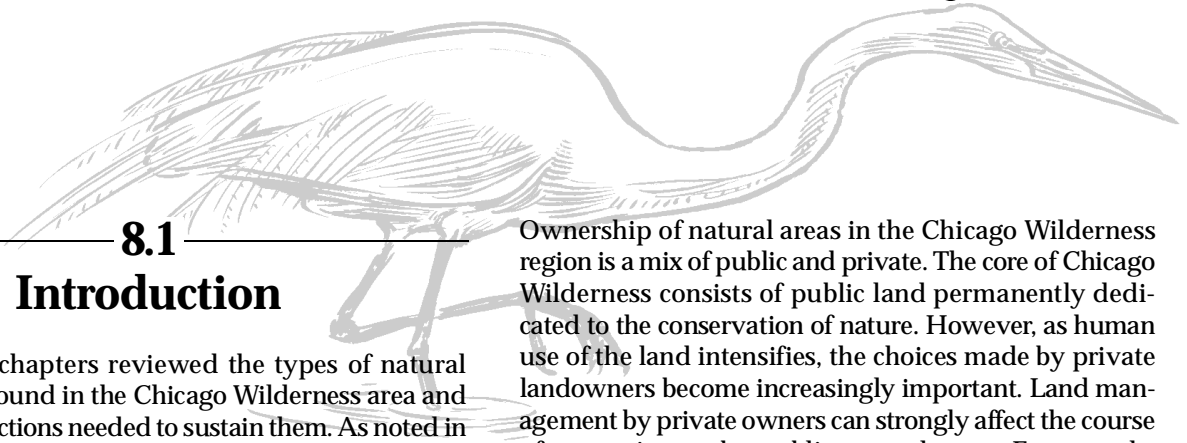 8.1
Introduction
chapters reviewed the types of natural
ound in the Chicago Wilderness area and
ctions needed to sustain them. As noted in
Ownership of natural areas in the Chicago Wilderness
region is a mix of public and private. The core of Chicago
Wilderness consists of public land permanently dedi-
cated to the conservation of nature. However, as human
use of the land intensifies, the choices made by private
landowners become increasingly important. Land man-
agement by private owners can strongly affect the course